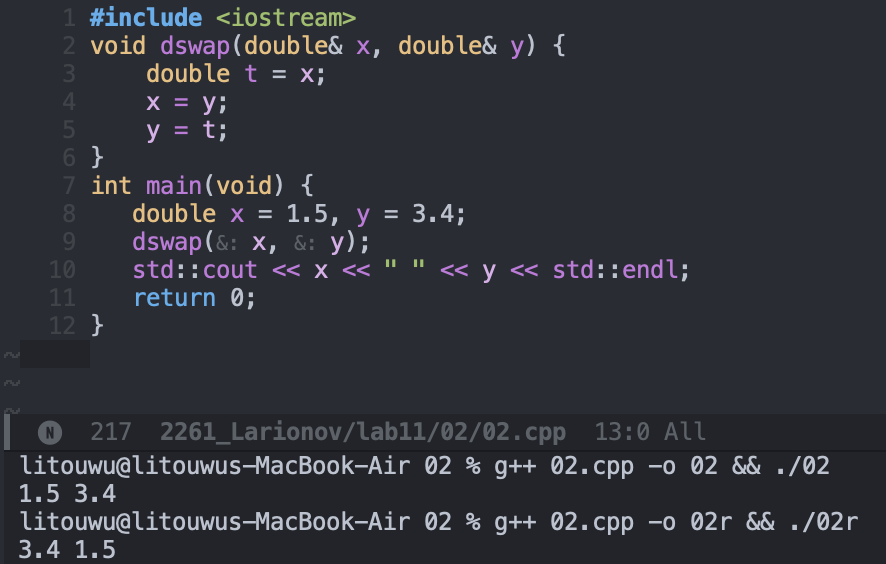 1 #include <iostream>
2 void dswap(double& x, double& y) {
3     double t = x;
4     x = y;
5     y = t;
6 }
7 int main(void) {
8    double x = 1.5, y = 3.4;
9    dswap(&: x, &: y);
10    std::cout << x << " " << y << std::endl;
11    return 0;
12 }
~
~
~
N 217 2261_Larionov/lab11/02/02.cpp 13:0 All
litouwu@litouwus-MacBook-Air 02 % g++ 02.cpp -o 02 && ./02
1.5 3.4
litouwu@litouwus-MacBook-Air 02 % g++ 02.cpp -o 02r && ./02r
3.4 1.5